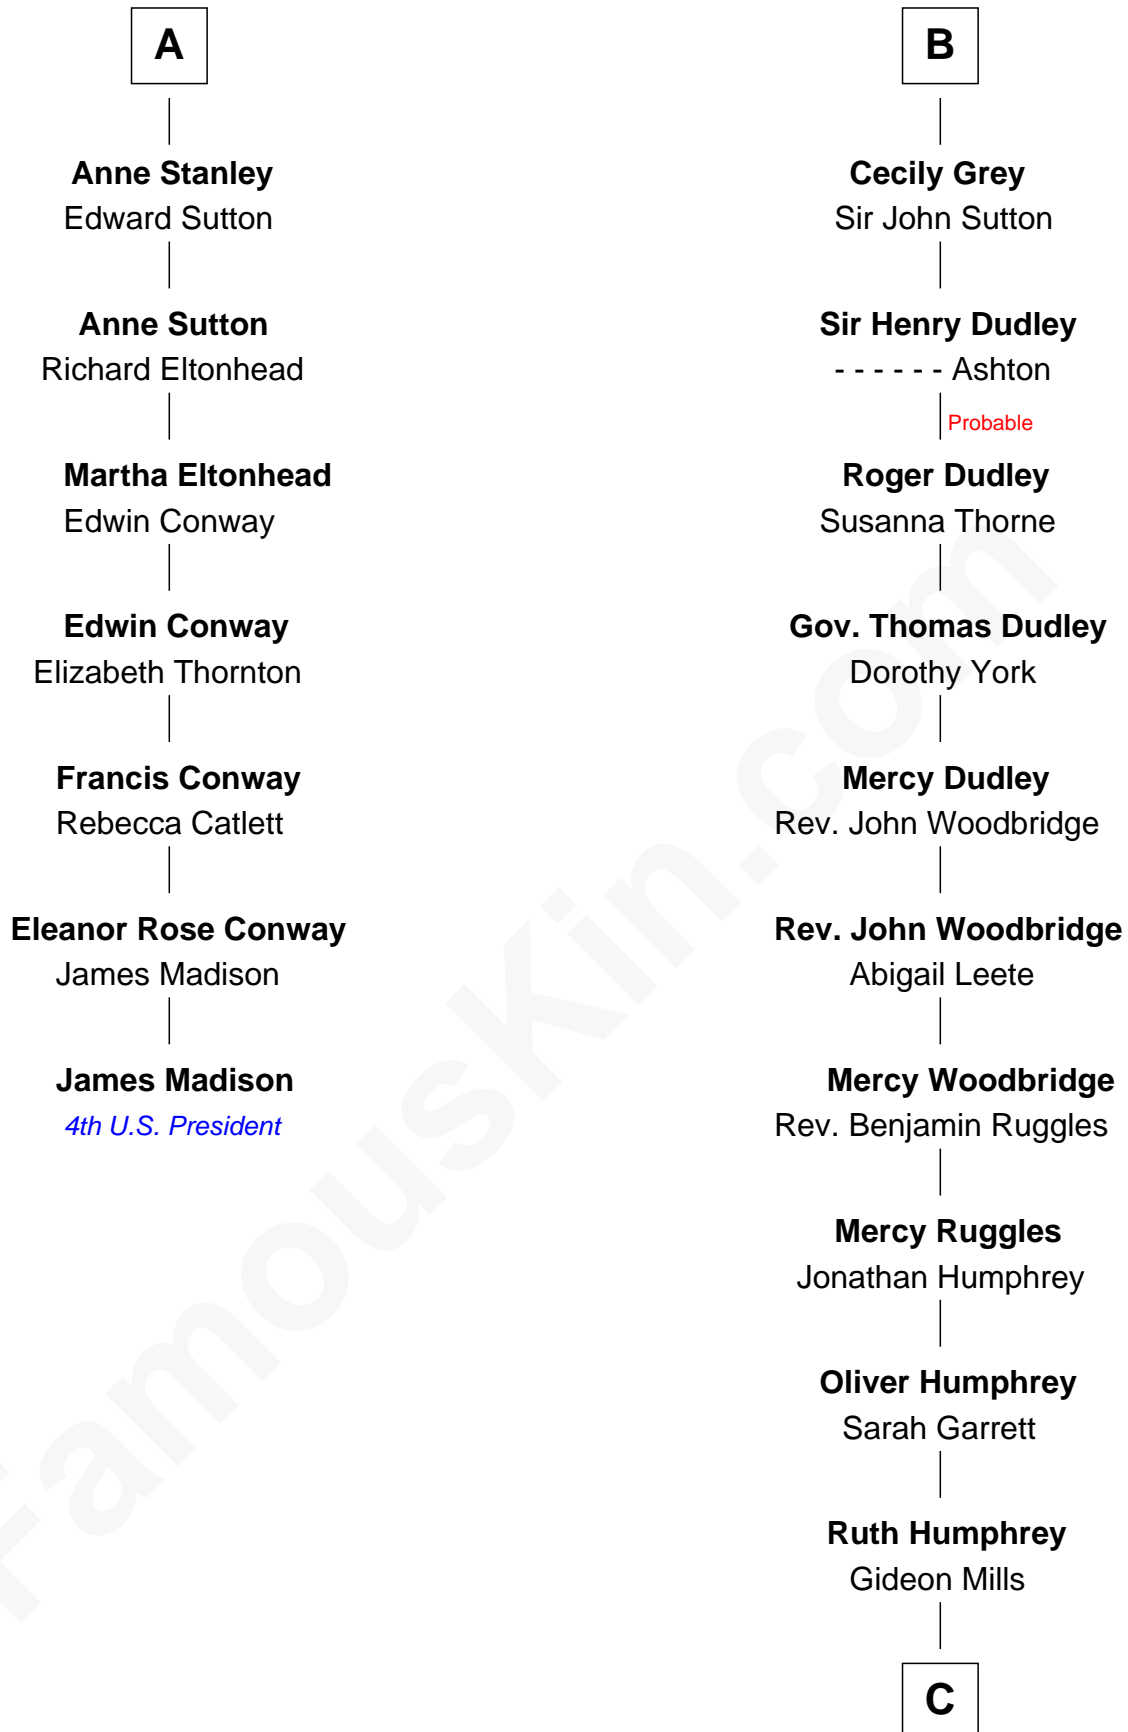 A
Anne Stanley
Edward Sutton
Anne Sutton
Richard Eltonhead
Martha Eltonhead
Edwin Conway
Edwin Conway
Elizabeth Thornton
Francis Conway
Rebecca Catlett
Eleanor Rose Conway
James Madison
James Madison
4th U.S. President
B
Cecily Grey
Sir John Sutton
Sir Henry Dudley
- - - - - - Ashton
Probable
Roger Dudley
Susanna Thorne
Gov. Thomas Dudley
Dorothy York
Mercy Dudley
Rev. John Woodbridge
Rev. John Woodbridge
Abigail Leete
Mercy Woodbridge
Rev. Benjamin Ruggles
Mercy Ruggles
Jonathan Humphrey
Oliver Humphrey
Sarah Garrett
Ruth Humphrey
Gideon Mills
C
FamousKin.com